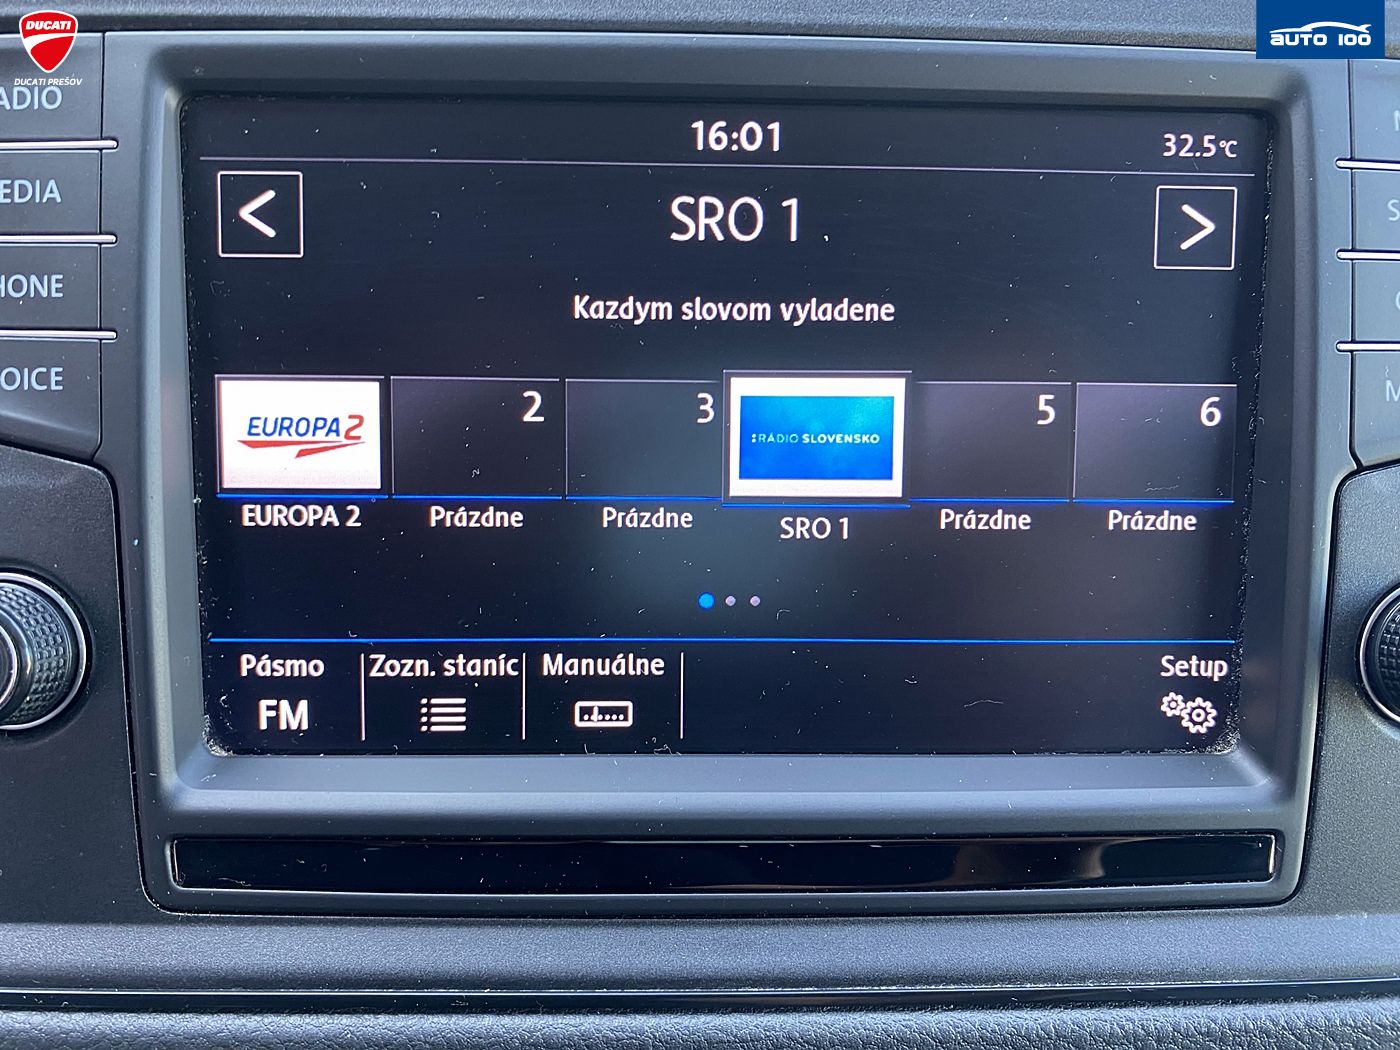 DUCATI
DUCATI PREŠOV
AUTO 100
ADIO
EDIA
HONE
OICE
16:01
32.5°C
<
SRO 1
>
Kazdym slovom vyladene
EUROPA 2
2
3
:RÁDIO SLOVENSKO
5
6
EUROPA 2
Prázdne
Prázdne
SRO 1
Prázdne
Prázdne
Pásmo
Zozn. staníc
Manuálne
Setup
FM